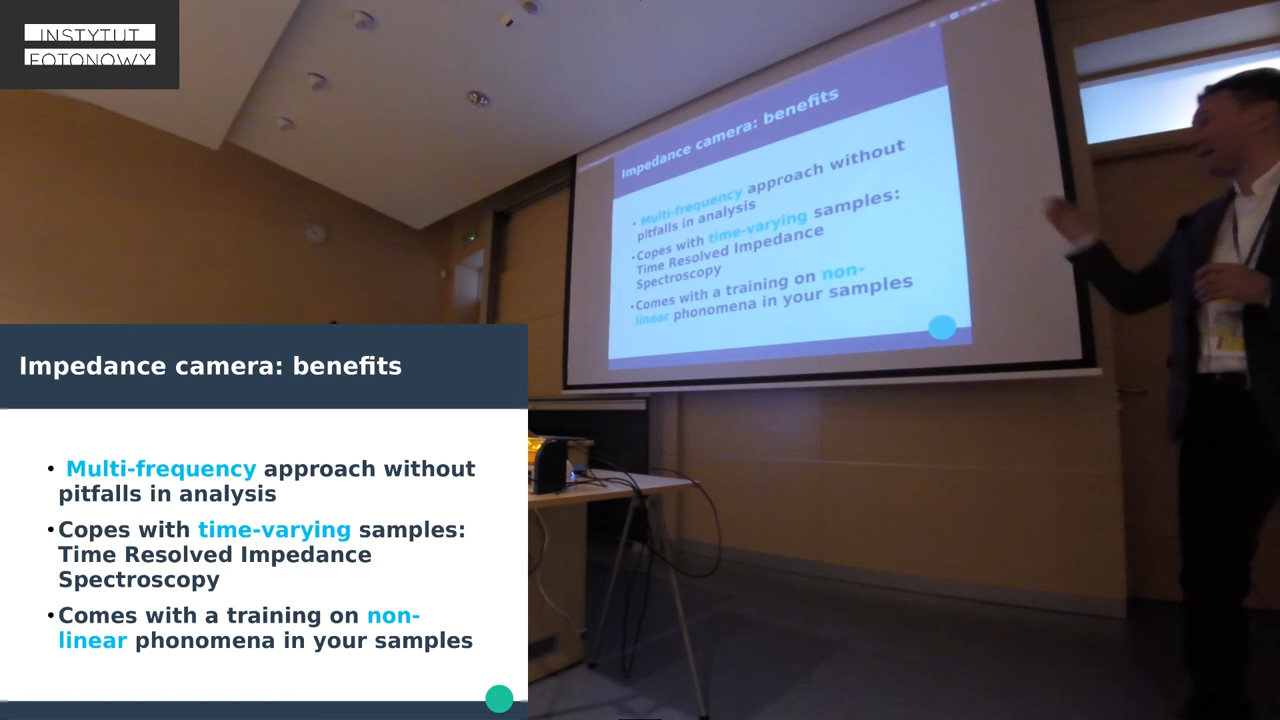 INSTYTUT
FOTONOWY
Impedance camera: benefits
• Multi-frequency approach without
pitfalls in analysis
•Copes with time-varying samples:
Time Resolved Impedance
Spectroscopy
•Comes with a training on non-
linear phonomena in your samples
Impedance camera: benefits
• Multi-frequency approach without
pitfalls in analysis
•Copes with time-varying samples:
Time Resolved Impedance
Spectroscopy
•Comes with a training on non-
linear phonomena in your samples